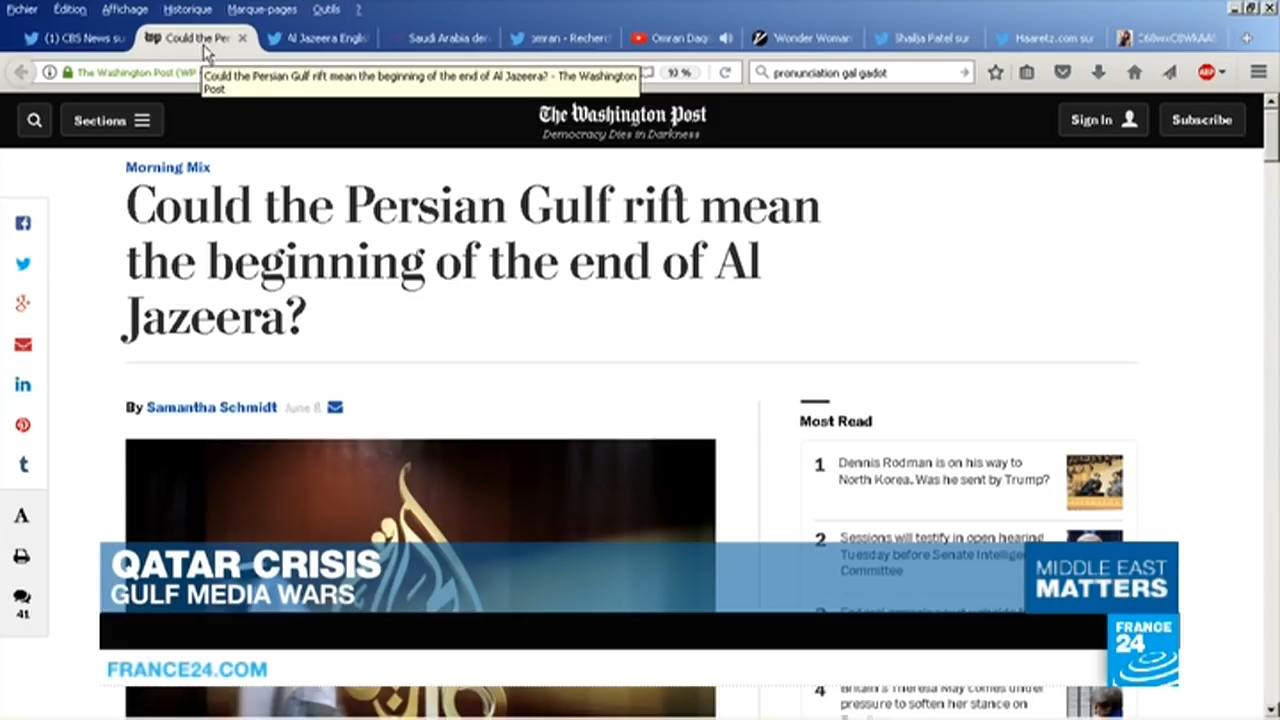 Fichier Édition Affichage Historique Marque-pages Outils ?
(1) CBS News su
Could the Per
Al Jazeera Englis
Saudi Arabia der
omran - Recherc
Omran Daq
Wonder Woman
Shailja Patel sur
Haaretz.com sur
The Washington Post (WP
pronunciation gal gadot
ABP
Could the Persian Gulf rift mean the beginning of the end of Al Jazeera? - The Washington
Post
Sections
The Washington Post
Democracy Dies in Darkness
Sign In
Subscribe
Morning Mix
Could the Persian Gulf rift mean
the beginning of the end of Al
Jazeera?
By Samantha Schmidt June 8
Most Read
1 Dennis Rodman is on his way to
North Korea. Was he sent by Trump?
2 Sessions will testify in open hearing
Tuesday before Senate Intellige
Committee
A
41
QATAR CRISIS
GULF MEDIA WARS
MIDDLE EAST
MATTERS
FRANCE
24
FRANCE24.COM
4 Britain's Theresa May comes under
pressure to soften her stance on